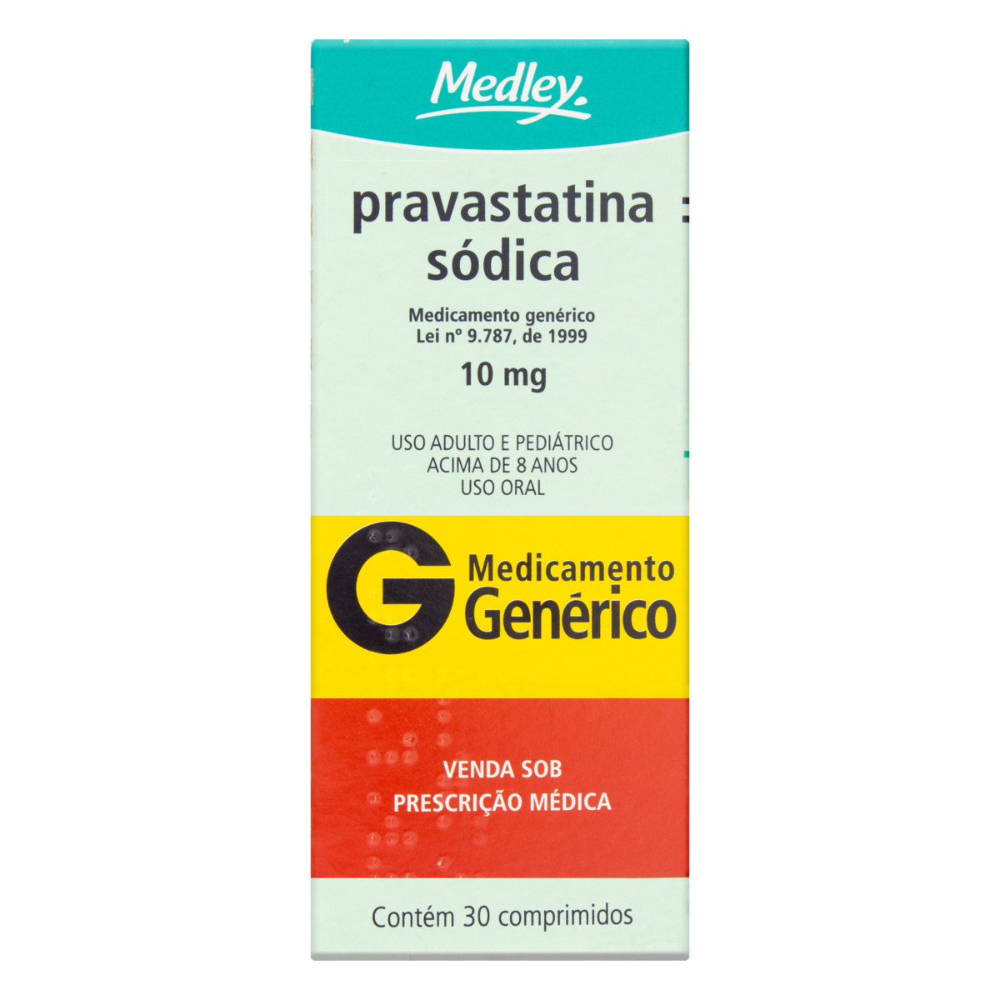 Medley.
pravastatina
sódica
Medicamento genérico
Lei nº 9.787, de 1999
10 mg
USO ADULTO E PEDIÁTRICO
ACIMA DE 8 ANOS
USO ORAL
G Medicamento
Genérico
VENDA SOB
PRESCRIÇÃO MÉDICA
Contém 30 comprimidos